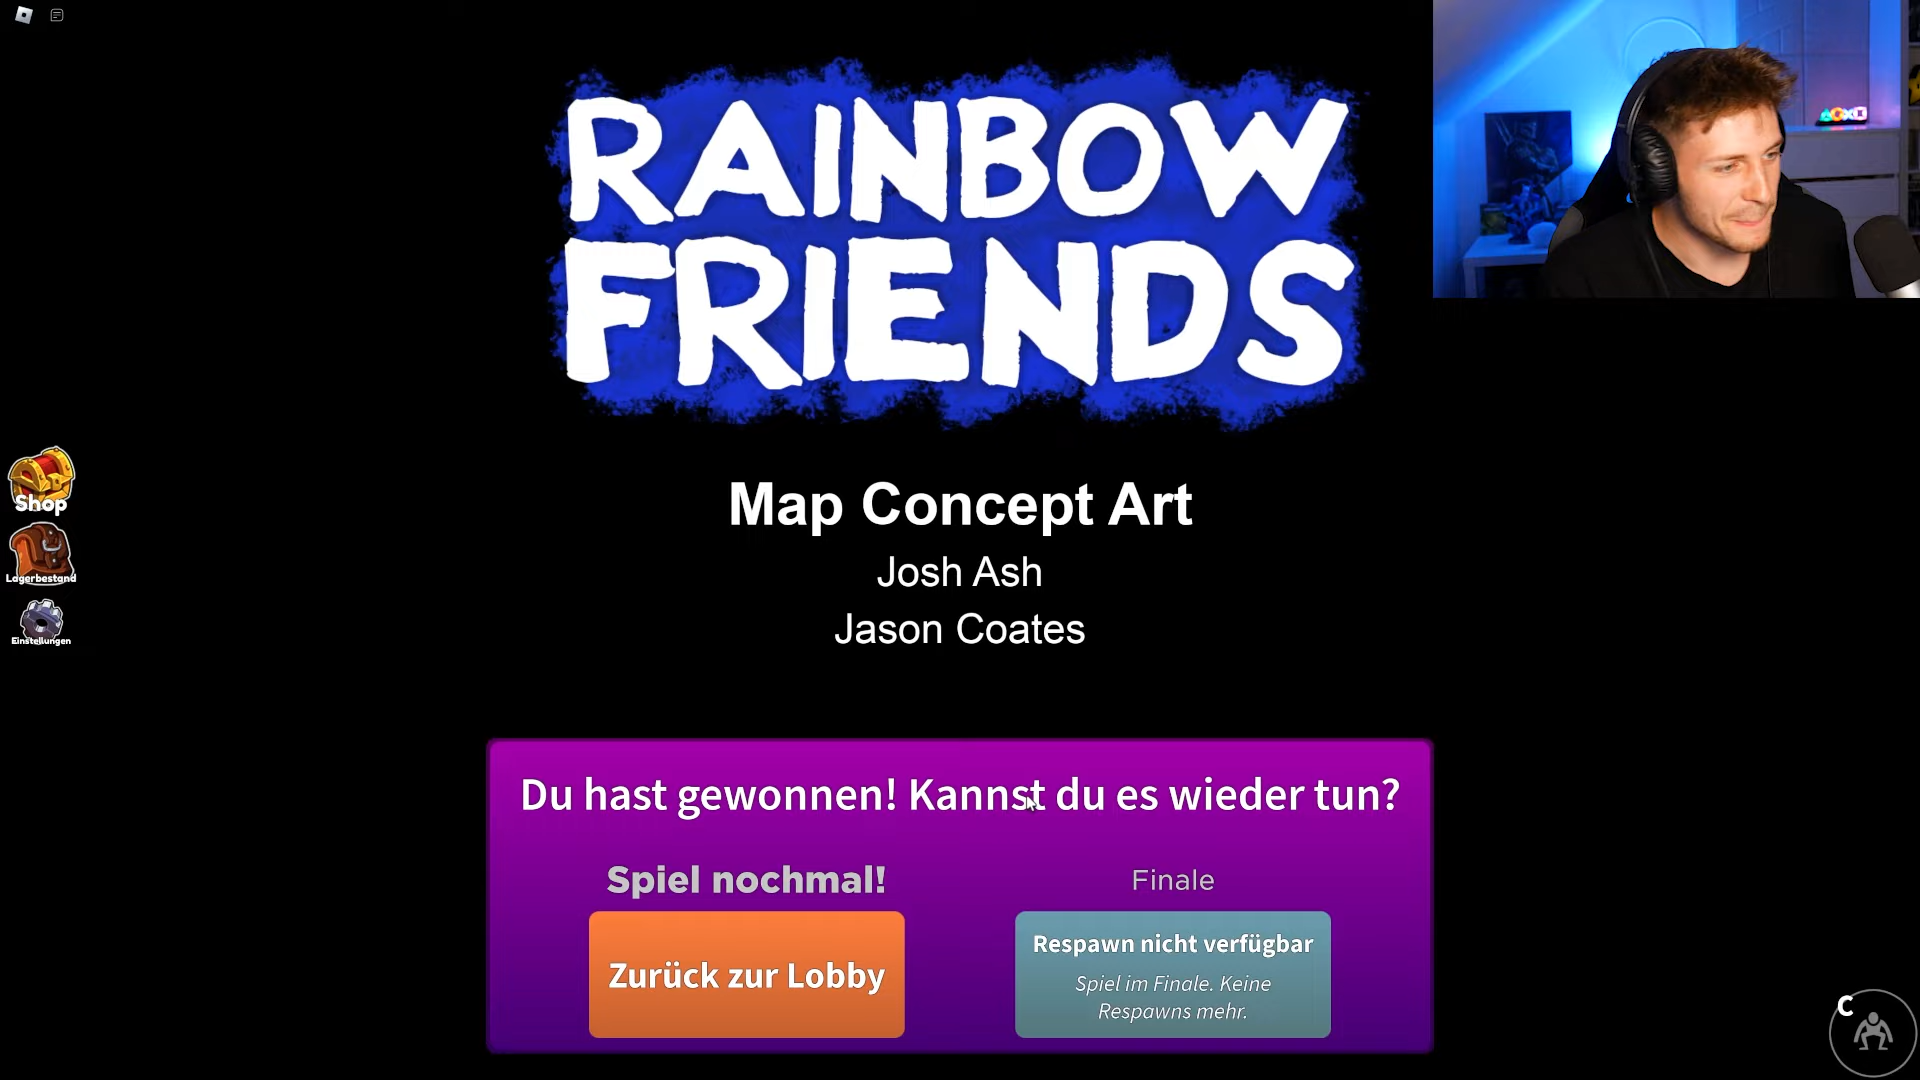 RAINBOW
FRIENDS
Map Concept Art
Josh Ash
Jason Coates
Shop
Lagerbestand
Einstellungen
Du hast gewonnen! Kannst du es wieder tun?
Spiel nochmal!
Finale
Zurück zur Lobby
Respawn nicht verfügbar
Spiel im Finale. Keine
Respawns mehr.
C